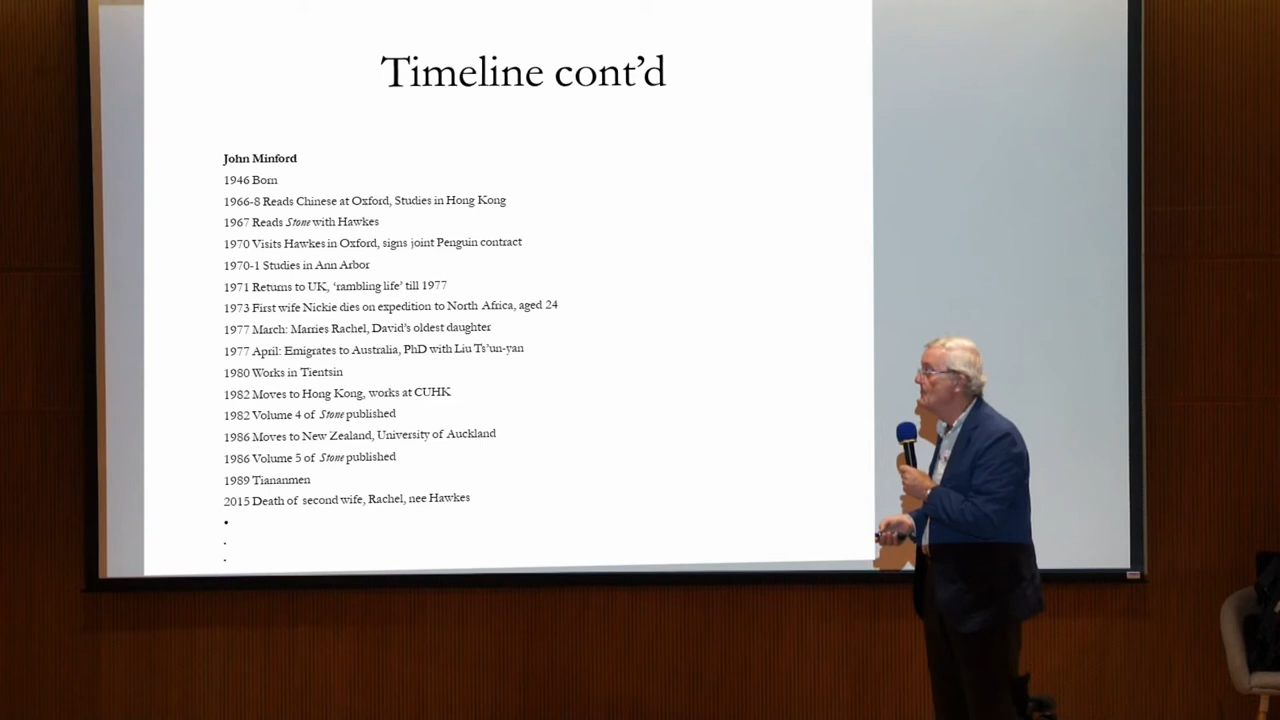 Timeline cont’d
John Minford
1946 Born
1966-8 Reads Chinese at Oxford, Studies in Hong Kong
1967 Reads Stone with Hawkes
1970 Visits Hawkes in Oxford, signs joint Penguin contract
1970-1 Studies in Ann Arbor
1971 Returns to UK, ‘rambling life’ till 1977
1973 First wife Nickie dies on expedition to North Africa, aged 24
1977 March: Marries Rachel, David’s oldest daughter
1977 April: Emigrates to Australia, PhD with Liu Ts’un-yan
1980 Works in Tientsin
1982 Moves to Hong Kong, works at CUHK
1982 Volume 4 of Stone published
1986 Moves to New Zealand, University of Auckland
1986 Volume 5 of Stone published
1989 Tiananmen
2015 Death of second wife, Rachel, nee Hawkes